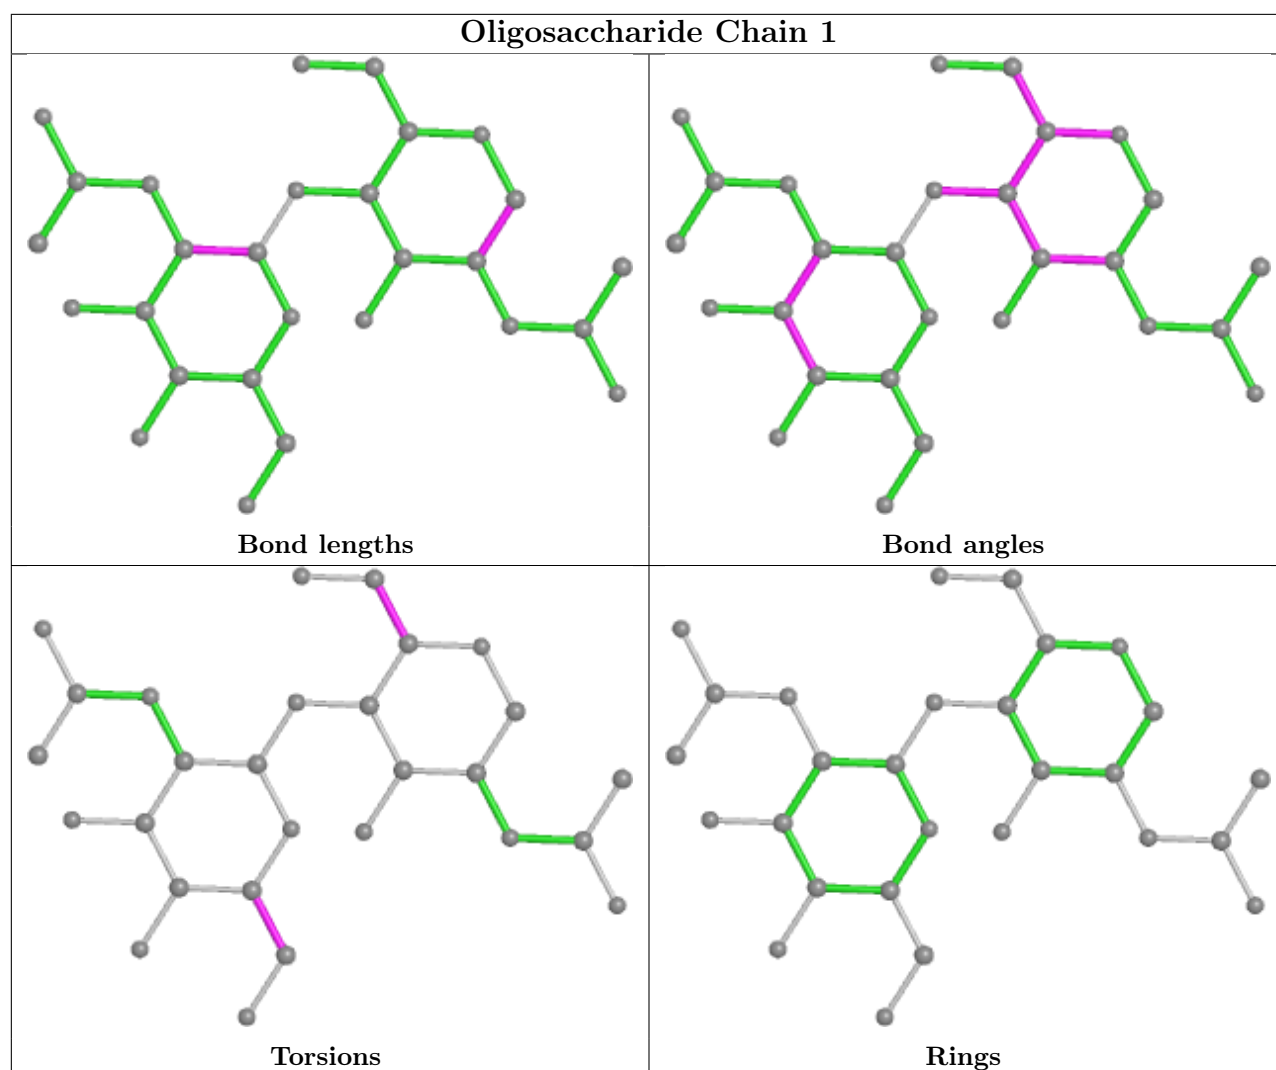 Oligosaccharide Chain 1
Bond lengths
Bond angles
Torsions
Rings